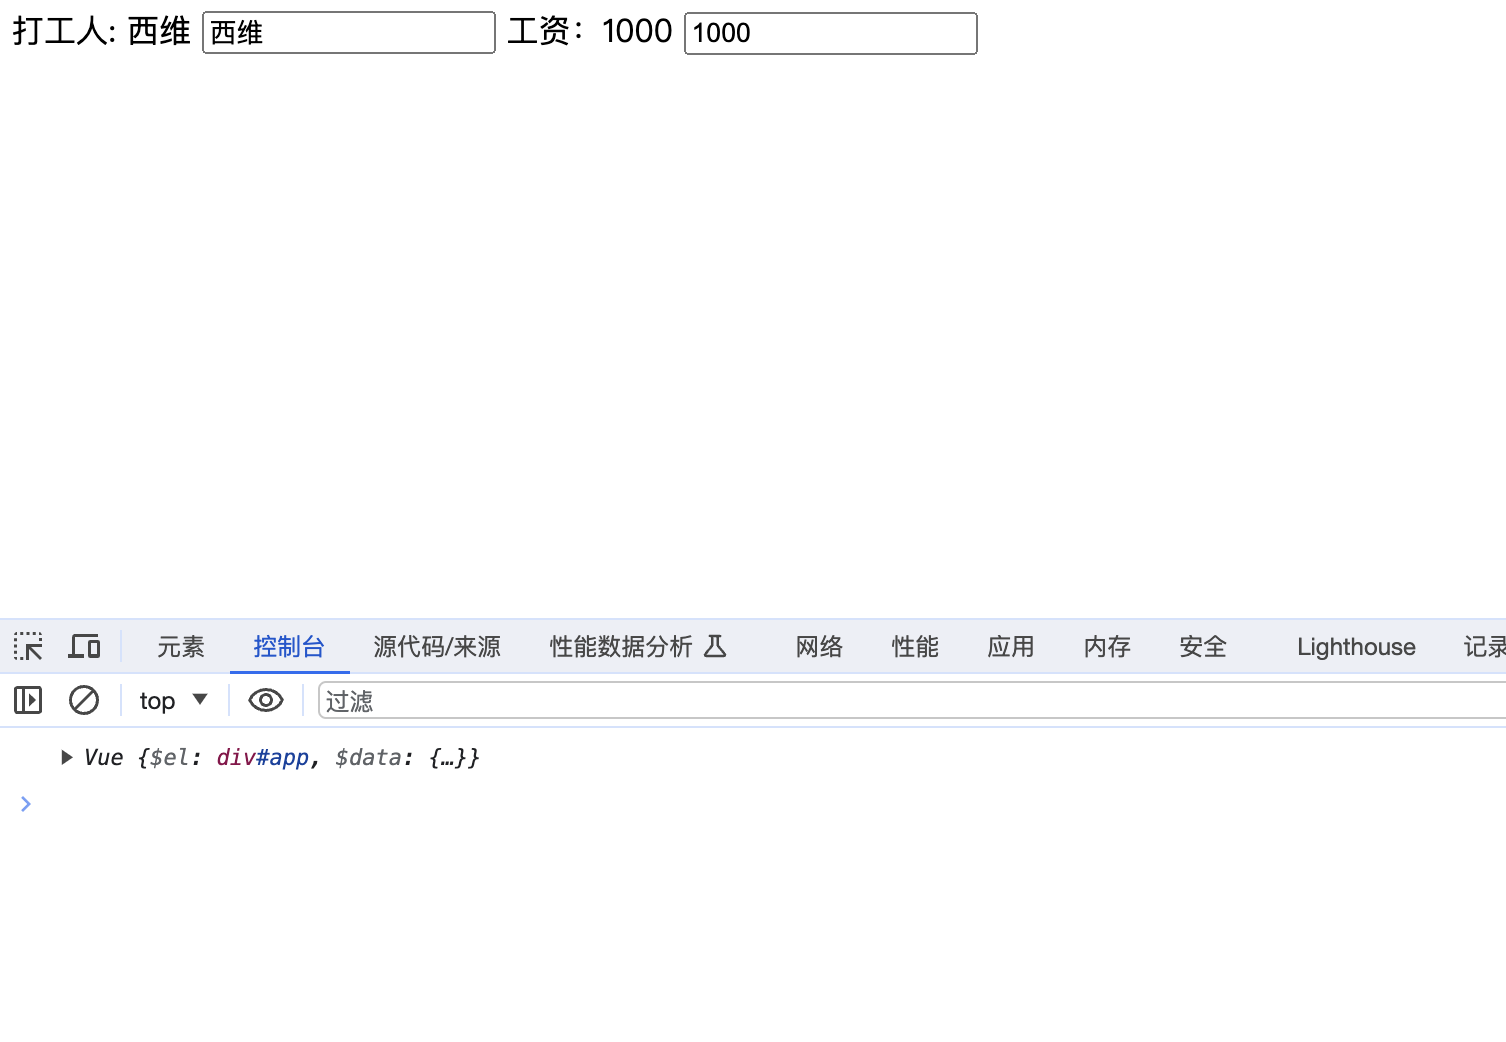 打工人: 西维 西维 工资：1000 1000
元素 控制台 源代码/来源 性能数据分析 网络 性能 应用 内存 安全 Lighthouse 记录
top 过滤
Vue {$el: div#app, $data: {…}}